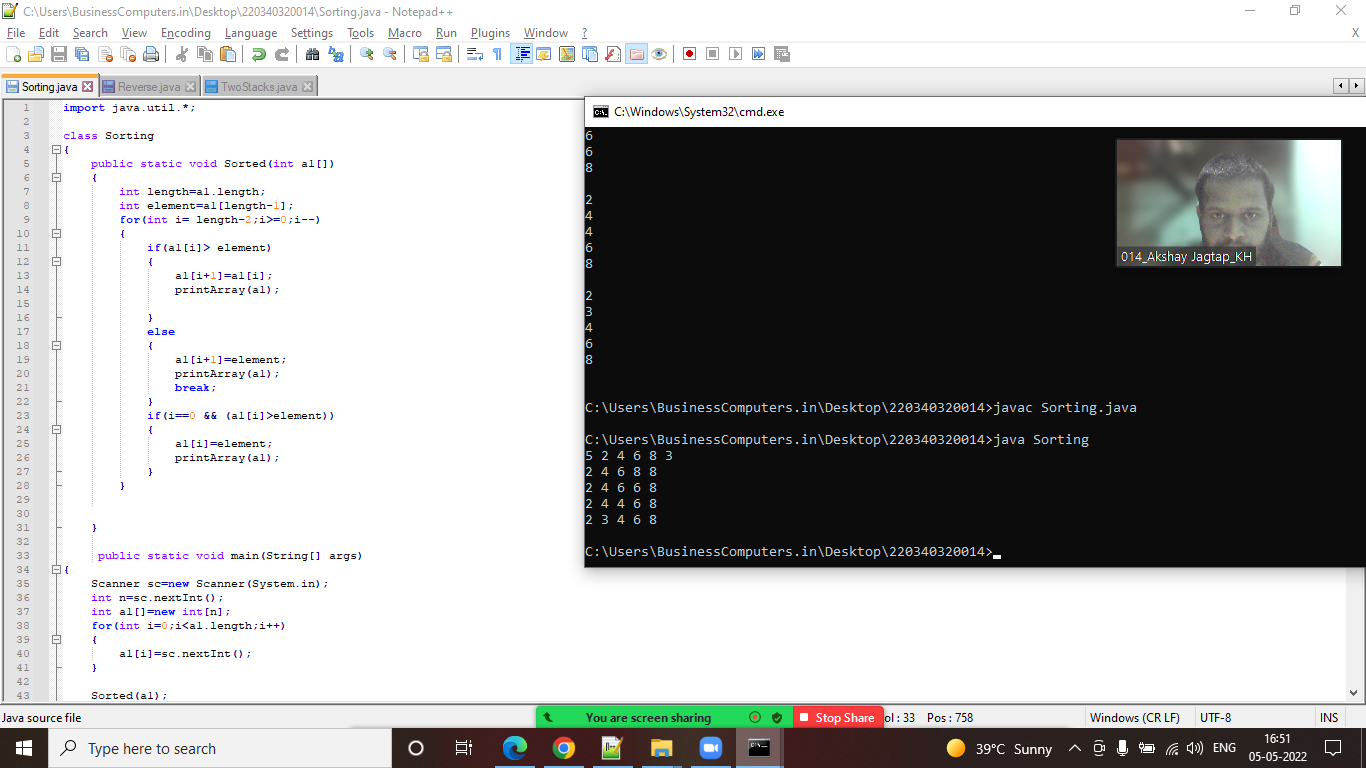 C:\Users\BusinessComputers.in\Desktop\220340320014\Sorting.java - Notepad++
File Edit Search View Encoding Language Settings Tools Macro Run Plugins Window ? X
Sorting.java Reverse.java TwoStacks.java
1 import java.util.*;
2
3 class Sorting
4 {
5 public static void Sorted(int a1[])
6 {
7 int length=a1.length;
8 int element=a1[length-1];
9 for(int i= length-2;i>=0;i--)
10 {
11 if(a1[i]> element)
12 {
13 a1[i+1]=a1[i];
14 printArray(a1);
15
16 }
17 else
18 {
19 a1[i+1]=element;
20 printArray(a1);
21 break;
22 }
23 if(i==0 && (a1[i]>element))
24 {
25 a1[i]=element;
26 printArray(a1);
27 }
28 }
29
30
31 }
32
33 public static void main(String[] args)
34 {
35 Scanner sc=new Scanner(System.in);
36 int n=sc.nextInt();
37 int a1[]=new int[n];
38 for(int i=0;i<a1.length;i++)
39 {
40 a1[i]=sc.nextInt();
41 }
42
43 Sorted(a1);
C:\Windows\System32\cmd.exe
6
6
8
2
4
4
6
8
2
3
4
6
8
C:\Users\BusinessComputers.in\Desktop\220340320014>javac Sorting.java
C:\Users\BusinessComputers.in\Desktop\220340320014>java Sorting
5 2 4 6 8 3
2 4 6 8 8
2 4 6 6 8
2 4 4 6 8
2 3 4 6 8
C:\Users\BusinessComputers.in\Desktop\220340320014>
014_Akshay Jagtap_KH
Java source file
You are screen sharing
Stop Share
ol : 33 Pos : 758
Windows (CR LF) UTF-8 INS
Type here to search
39°C Sunny
ENG
16:51
05-05-2022